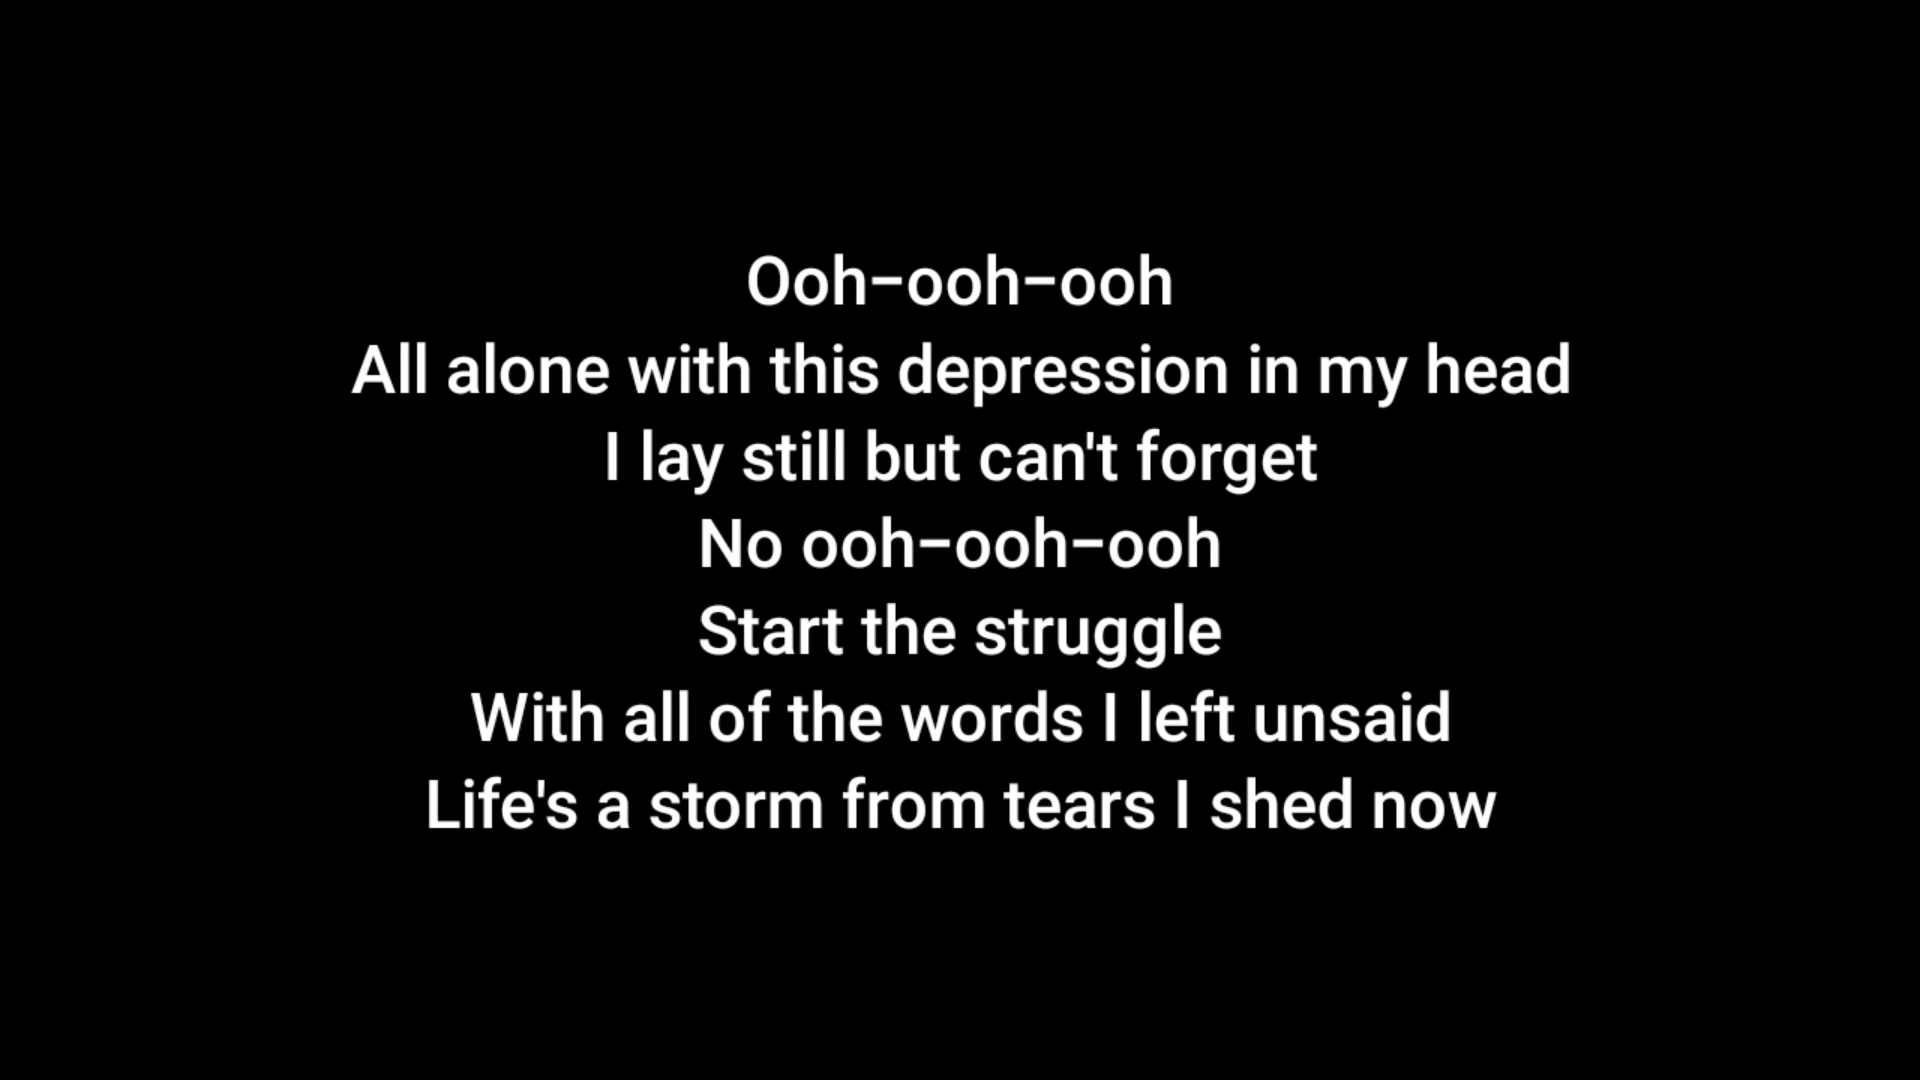 Ooh-ooh-ooh
All alone with this depression in my head
I lay still but can't forget
No ooh-ooh-ooh
Start the struggle
With all of the words I left unsaid
Life's a storm from tears I shed now